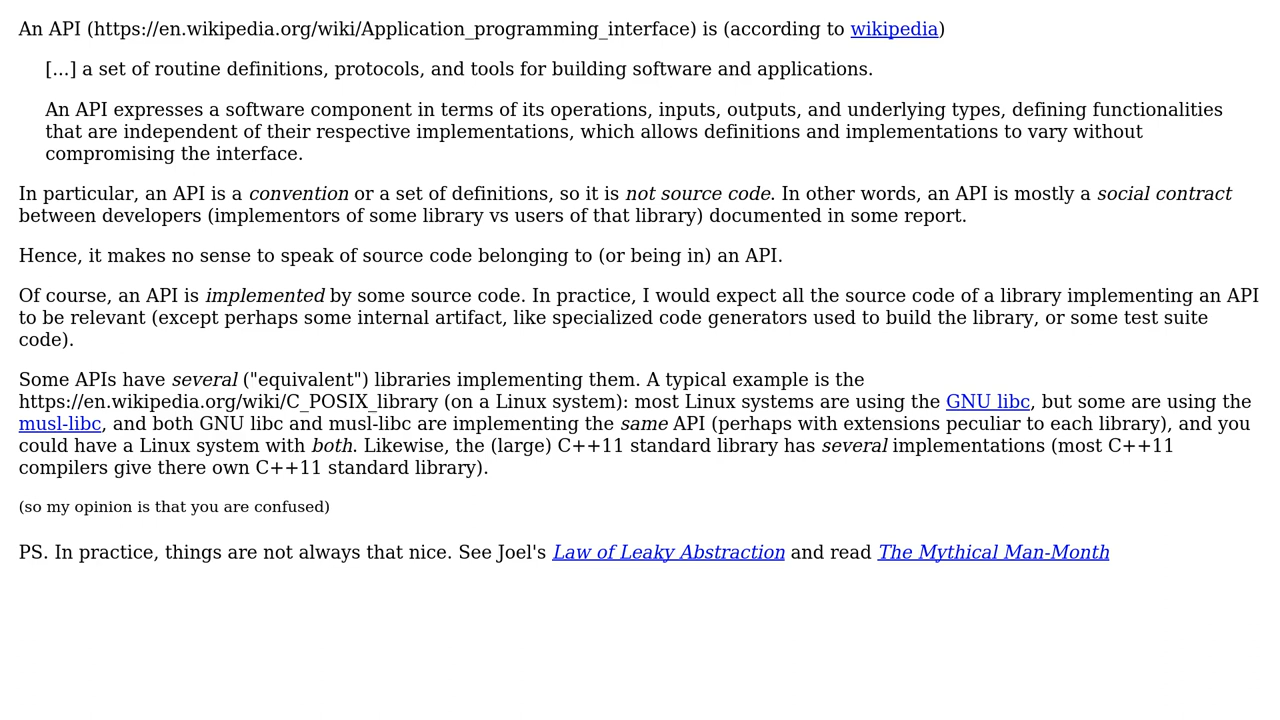 An API (https://en.wikipedia.org/wiki/Application_programming_interface) is (according to wikipedia)
[...] a set of routine definitions, protocols, and tools for building software and applications.
An API expresses a software component in terms of its operations, inputs, outputs, and underlying types, defining functionalities
that are independent of their respective implementations, which allows definitions and implementations to vary without
compromising the interface.
In particular, an API is a convention or a set of definitions, so it is not source code. In other words, an API is mostly a social contract
between developers (implementors of some library vs users of that library) documented in some report.
Hence, it makes no sense to speak of source code belonging to (or being in) an API.
Of course, an API is implemented by some source code. In practice, I would expect all the source code of a library implementing an API
to be relevant (except perhaps some internal artifact, like specialized code generators used to build the library, or some test suite
code).
Some APIs have several ("equivalent") libraries implementing them. A typical example is the
https://en.wikipedia.org/wiki/C_POSIX_library (on a Linux system): most Linux systems are using the GNU libc, but some are using the
musl-libc, and both GNU libc and musl-libc are implementing the same API (perhaps with extensions peculiar to each library), and you
could have a Linux system with both. Likewise, the (large) C++11 standard library has several implementations (most C++11
compilers give there own C++11 standard library).
(so my opinion is that you are confused)
PS. In practice, things are not always that nice. See Joel's Law of Leaky Abstraction and read The Mythical Man-Month